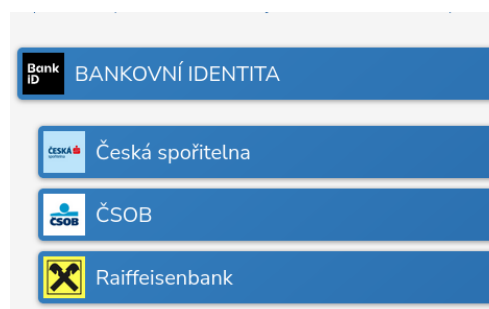 Bank
iD
BANKOVNÍ IDENTITA
ČESKÁ
spořitelna
Česká spořitelna
ČSOB
ČSOB
Raiffeisenbank